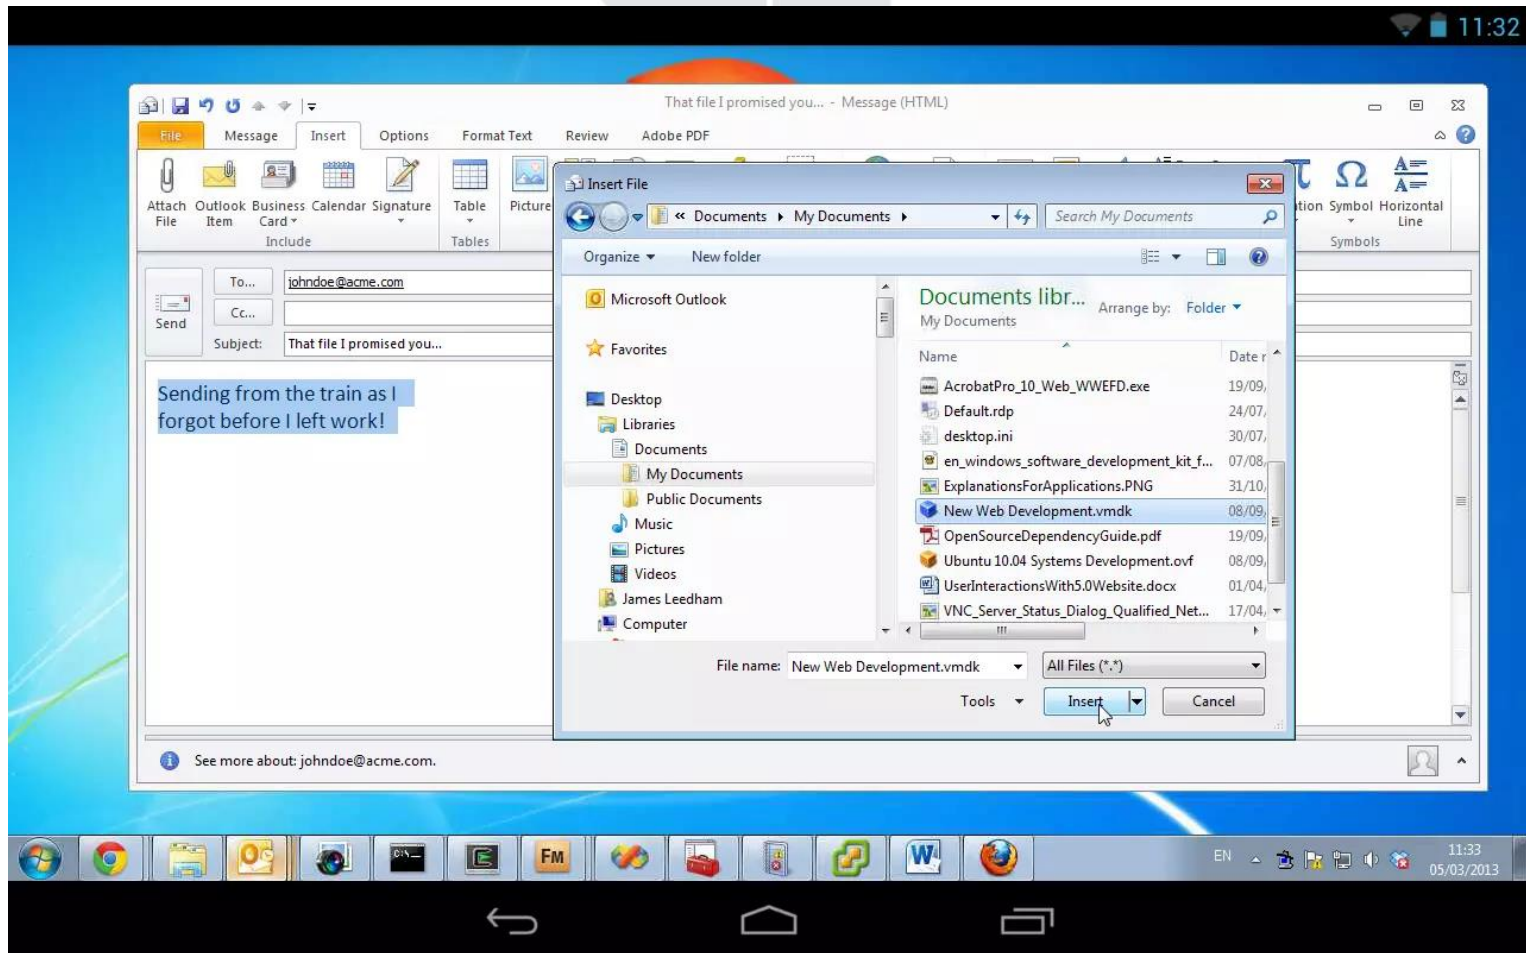 11:32
That file I promised you... - Message (HTML)
File Message Insert Options Format Text Review Adobe PDF
Attach File
Outlook Item
Business Card
Calendar
Signature
Table
Picture
Symbol
Horizontal Line
Include
Tables
Symbols
To...
johndoe@acme.com
Cc...
Send
Subject:
That file I promised you...
Sending from the train as I
forgot before I left work!
Insert File
« Documents My Documents
Search My Documents
Organize New folder
Microsoft Outlook
Favorites
Desktop
Libraries
Documents
My Documents
Public Documents
Music
Pictures
Videos
James Leedham
Computer
Documents libr...
My Documents
Arrange by: Folder
Name Date r
AcrobatPro_10_Web_WWEFD.exe 19/09,
Default.rdp 24/07,
desktop.ini 30/07,
en_windows_software_development_kit_f... 07/08,
ExplanationsForApplications.PNG 31/10,
New Web Development.vmdk 08/09,
OpenSourceDependencyGuide.pdf 19/09,
Ubuntu 10.04 Systems Development.ovf 08/09,
UserInteractionsWith5.0Website.docx 01/04,
VNC_Server_Status_Dialog_Qualified_Net... 17/04,
File name: New Web Development.vmdk All Files (*.*)
Tools Insert Cancel
See more about: johndoe@acme.com.
FM
EN
11:33
05/03/2013